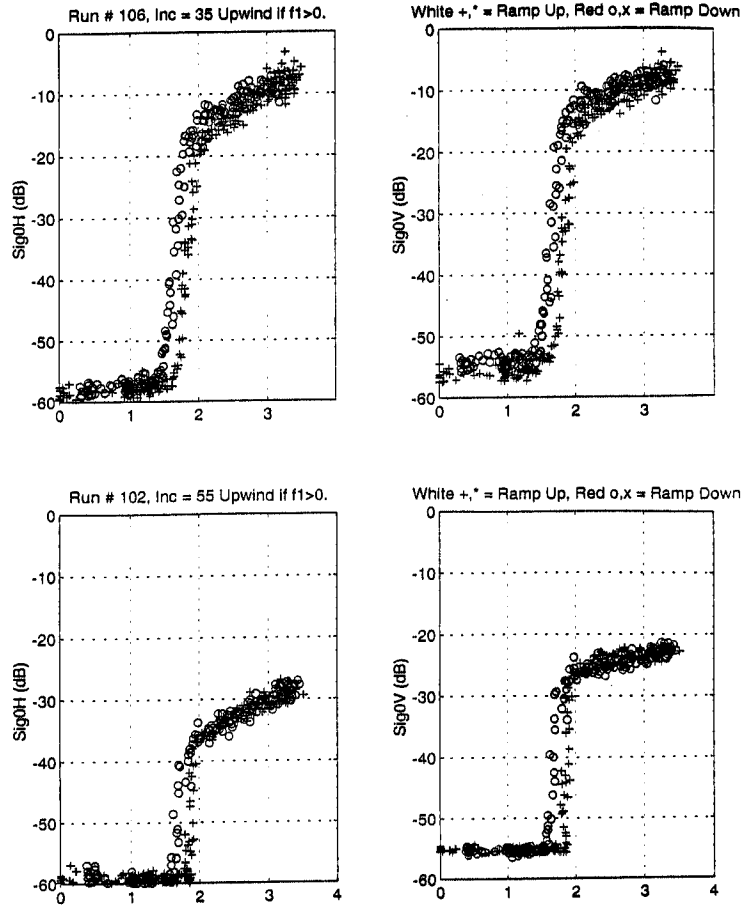 Run # 106, Inc = 35 Upwind if f1>0.
White +,* = Ramp Up, Red o,x = Ramp Down
0
-10
-20
-30
-40
-50
-60
Sig0H (dB)
0 1 2 3
0
-10
-20
-30
-40
-50
-60
Sig0V (dB)
0 1 2 3
Run # 102, Inc = 55 Upwind if f1>0.
White +,* = Ramp Up, Red o,x = Ramp Down
0
-10
-20
-30
-40
-50
-60
Sig0H (dB)
0 1 2 3 4
0
-10
-20
-30
-40
-50
-60
Sig0V (dB)
0 1 2 3 4